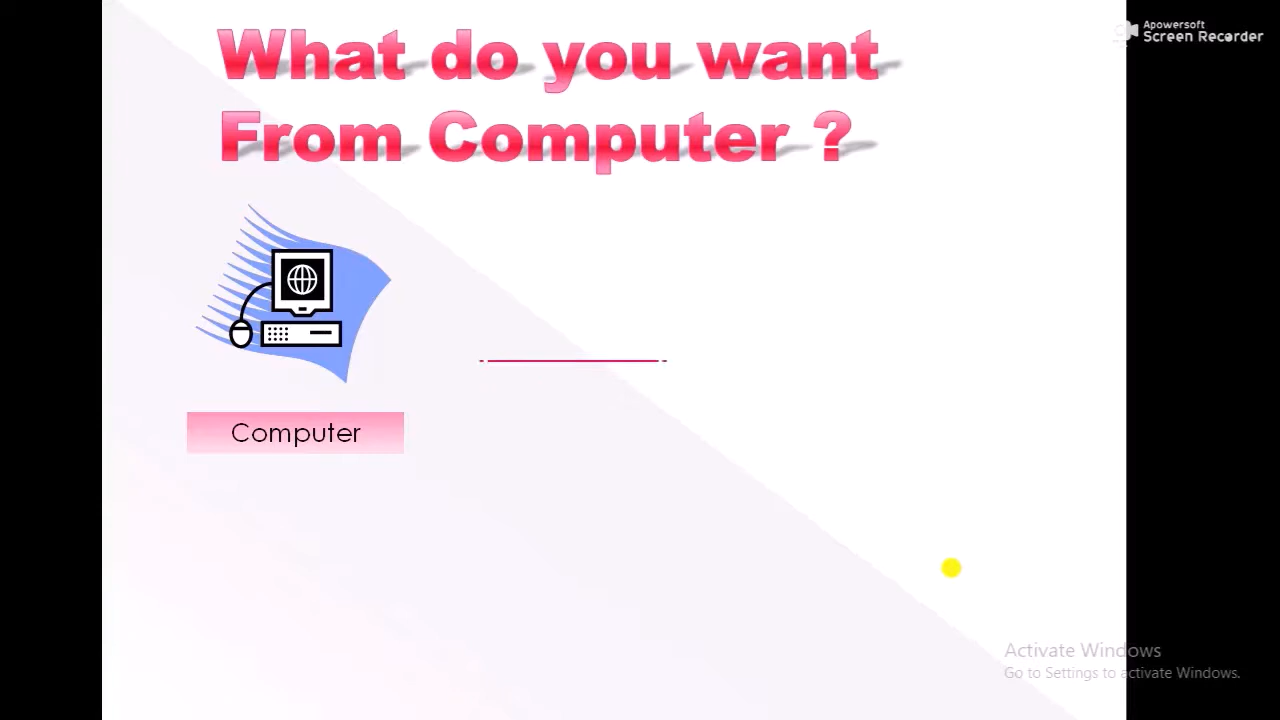 What do you want
From Computer ?
Apowersoft
Screen Recorder
Computer
Activate Windows
Go to Settings to activate Windows.